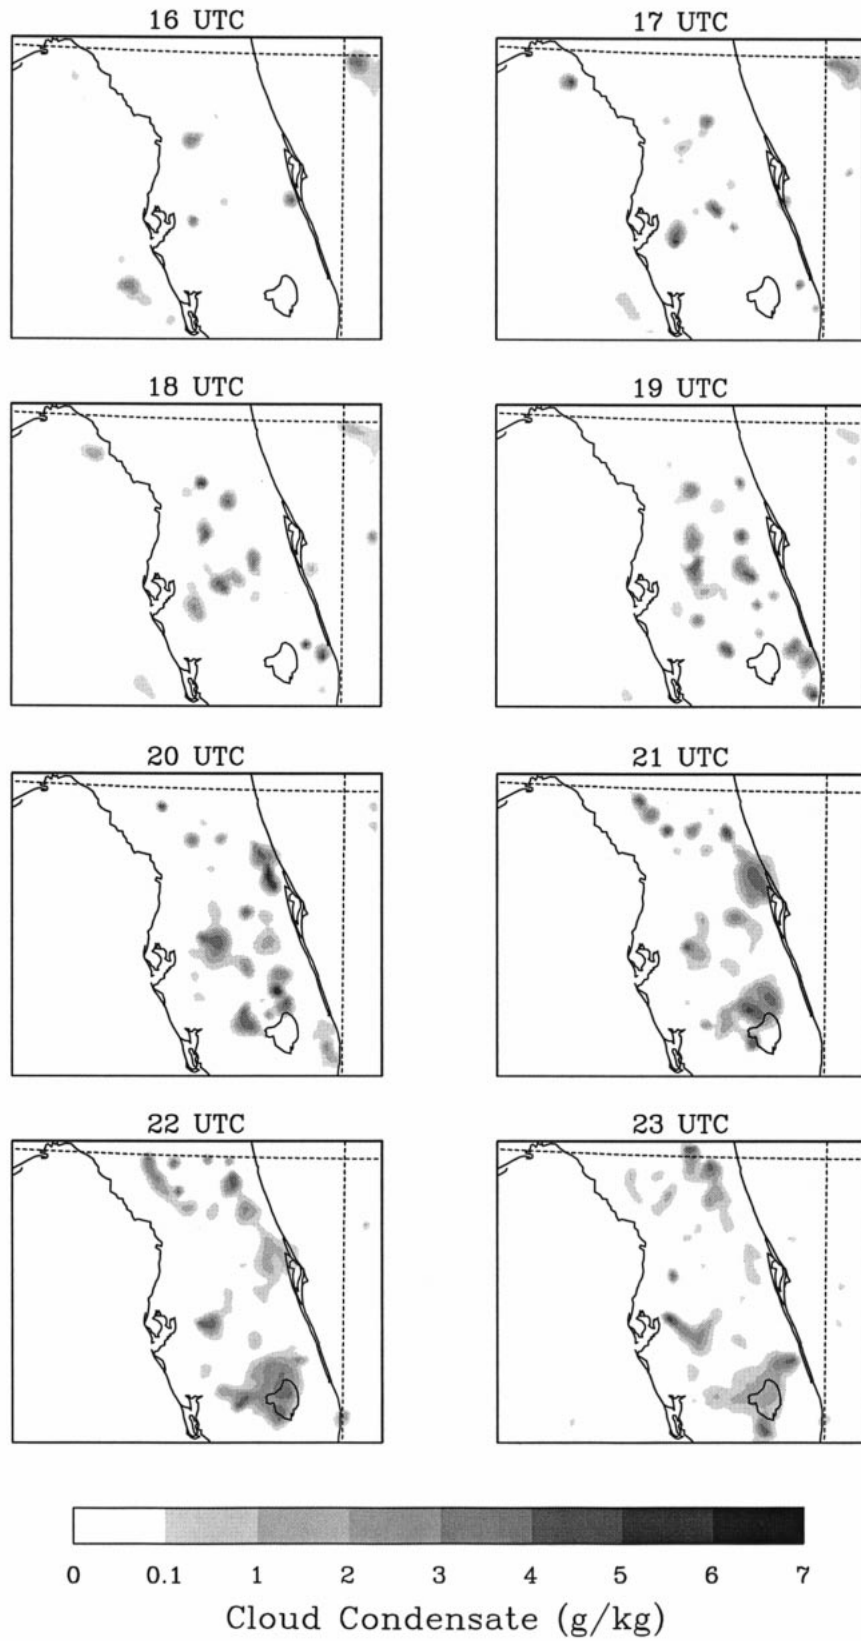 16 UTC
17 UTC
18 UTC
19 UTC
20 UTC
21 UTC
22 UTC
23 UTC
0 0.1 1 2 3 4 5 6 7
Cloud Condensate (g/kg)